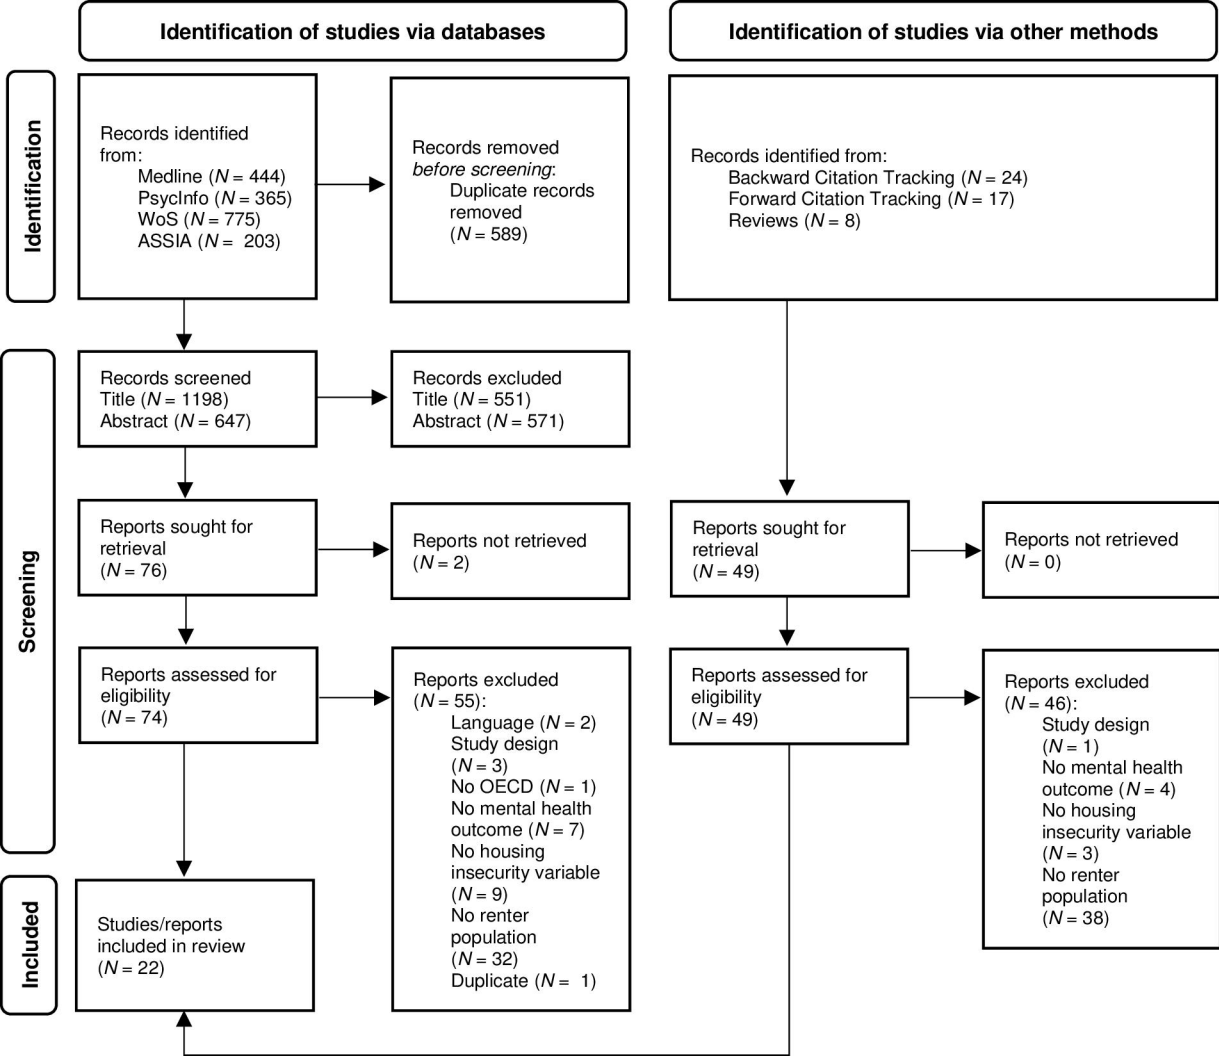 Identification of studies via databases
Identification of studies via other methods
Identification
Records identified
from:
Medline (N = 444)
PsycInfo (N = 365)
WoS (N = 775)
ASSIA (N =  203)
Records removed
before screening:
Duplicate records
removed
(N = 589)
Records identified from:
Backward Citation Tracking (N = 24)
Forward Citation Tracking (N = 17)
Reviews (N = 8)
Screening
Records screened
Title (N = 1198)
Abstract (N = 647)
Records excluded
Title (N = 551)
Abstract (N = 571)
Reports sought for
retrieval
(N = 76)
Reports not retrieved
(N = 2)
Reports sought for
retrieval
(N = 49)
Reports not retrieved
(N = 0)
Reports assessed for
eligibility
(N = 74)
Reports excluded
(N = 55):
Language (N = 2)
Study design
(N = 3)
No OECD (N = 1)
No mental health
outcome (N = 7)
No housing
insecurity variable
(N = 9)
No renter
population
(N = 32)
Duplicate (N =  1)
Reports assessed for
eligibility
(N = 49)
Reports excluded
(N = 46):
Study design
(N = 1)
No mental health
outcome (N = 4)
No housing
insecurity variable
(N = 3)
No renter
population
(N = 38)
Included
Studies/reports
included in review
(N = 22)